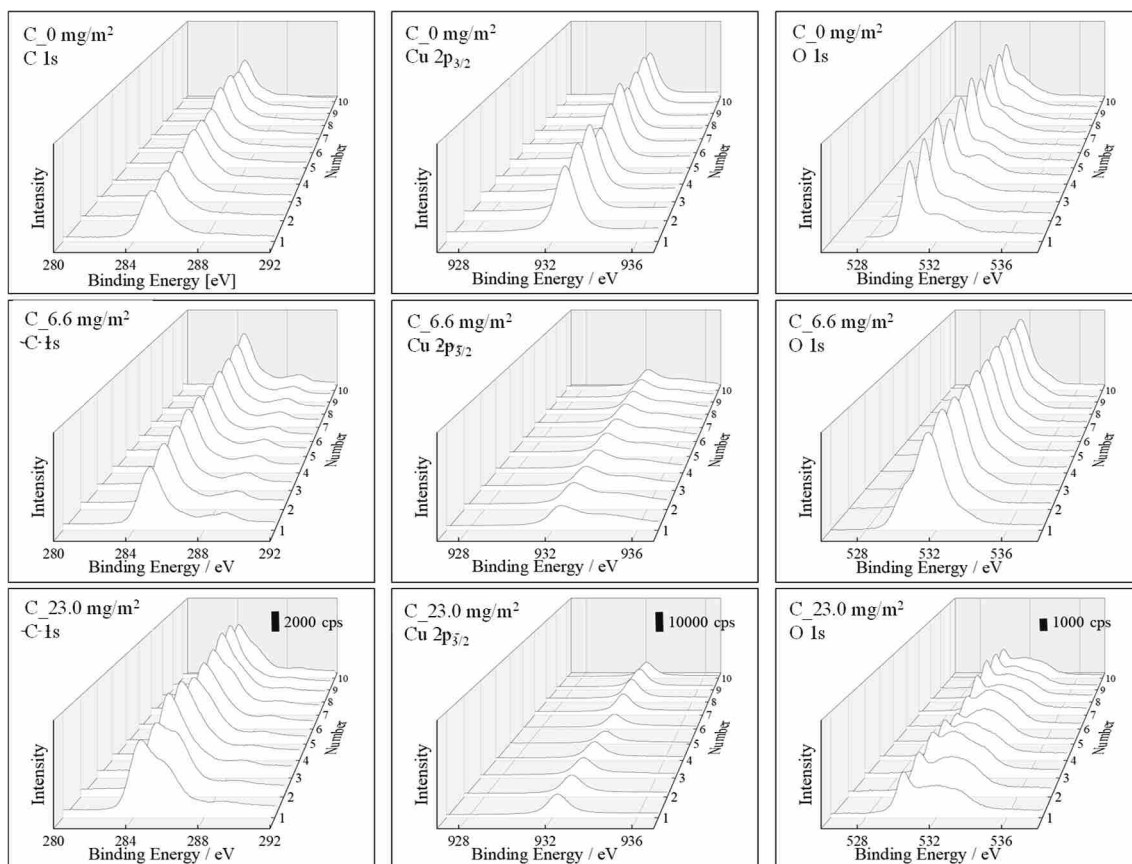 C_0 mg/m²
C 1s
Intensity
10
9
8
7
6
5
4
3
2
1
Number
280 284 288 292
Binding Energy [eV]
C_0 mg/m²
Cu 2p3/2
Intensity
10
9
8
7
6
5
4
3
2
1
Number
928 932 936
Binding Energy / eV
C_0 mg/m²
O 1s
Intensity
10
9
8
7
6
5
4
3
2
1
Number
528 532 536
Binding Energy / eV
C_6.6 mg/m²
C 1s
Intensity
10
9
8
7
6
5
4
3
2
1
Number
280 284 288 292
Binding Energy / eV
C_6.6 mg/m²
Cu 2p3/2
Intensity
10
9
8
7
6
5
4
3
2
1
Number
928 932 936
Binding Energy / eV
C_6.6 mg/m²
O 1s
Intensity
10
9
8
7
6
5
4
3
2
1
Number
528 532 536
Binding Energy / eV
C_23.0 mg/m²
C 1s
2000 cps
Intensity
10
9
8
7
6
5
4
3
2
1
Number
280 284 288 292
Binding Energy / eV
C_23.0 mg/m²
Cu 2p3/2
10000 cps
Intensity
10
9
8
7
6
5
4
3
2
1
Number
928 932 936
Binding Energy / eV
C_23.0 mg/m²
O 1s
1000 cps
Intensity
10
9
8
7
6
5
4
3
2
1
Number
528 532 536
Binding Energy / eV